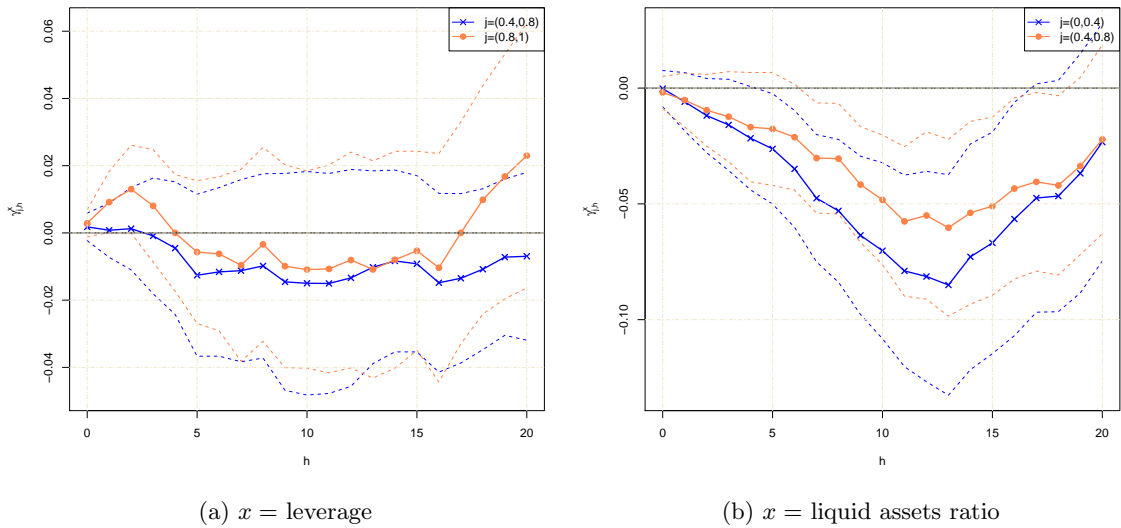 j=(0.4,0.8)
j=(0.8,1)
0.06
0.04
0.02
0.00
−0.02
−0.04
γ^x_{j,h}
0 5 10 15 20
h
(a) x = leverage
j=(0,0.4)
j=(0.4,0.8)
0.00
−0.05
−0.10
γ^x_{j,h}
0 5 10 15 20
h
(b) x = liquid assets ratio